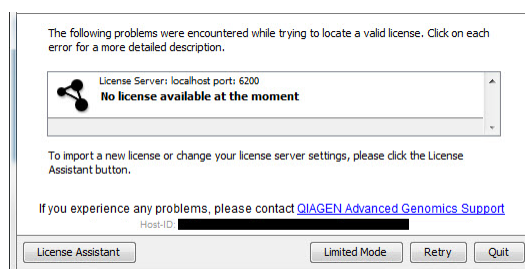 The following problems were encountered while trying to locate a valid license. Click on each
error for a more detailed description.
License Server: localhost port: 6200
No license available at the moment
To import a new license or change your license server settings, please click the License
Assistant button.
If you experience any problems, please contact QIAGEN Advanced Genomics Support
Host-ID:
License Assistant
Limited Mode
Retry
Quit